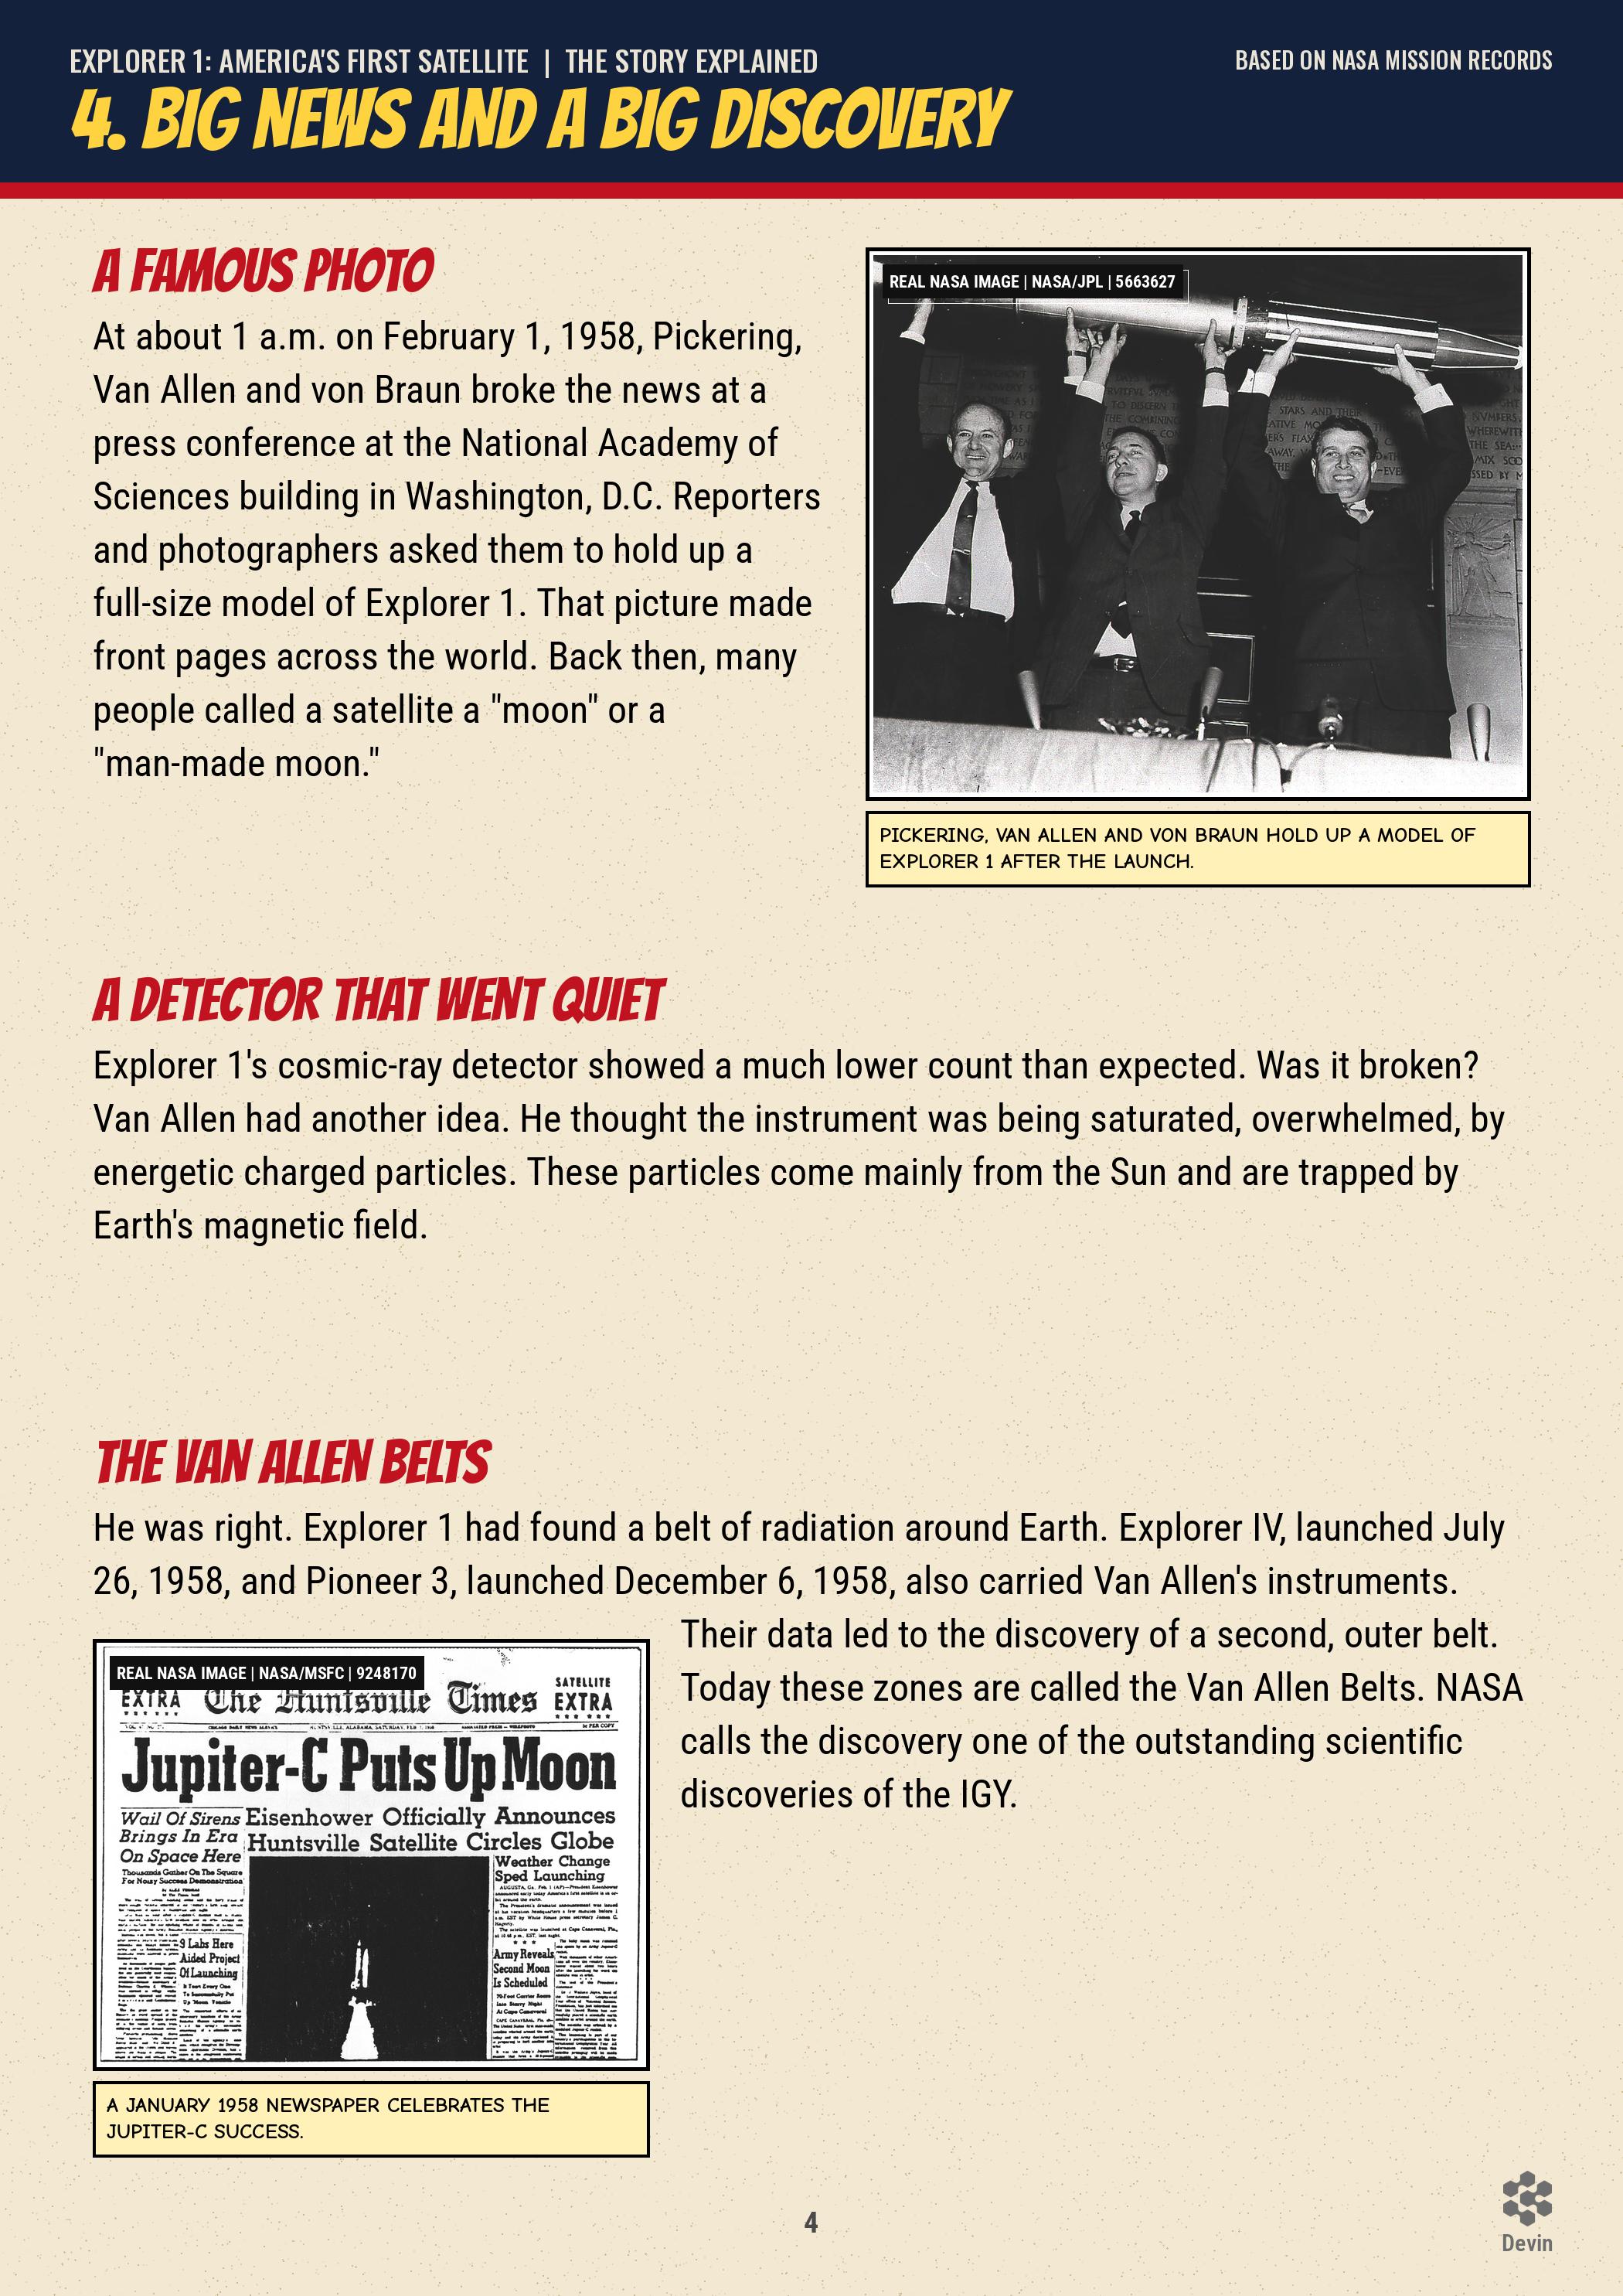 EXPLORER 1: AMERICA'S FIRST SATELLITE | THE STORY EXPLAINED
BASED ON NASA MISSION RECORDS
4. BIG NEWS AND A BIG DISCOVERY
A FAMOUS PHOTO
At about 1 a.m. on February 1, 1958, Pickering,
Van Allen and von Braun broke the news at a
press conference at the National Academy of
Sciences building in Washington, D.C. Reporters
and photographers asked them to hold up a
full-size model of Explorer 1. That picture made
front pages across the world. Back then, many
people called a satellite a "moon" or a
"man-made moon."
REAL NASA IMAGE | NASA/JPL | 5663627
PICKERING, VAN ALLEN AND VON BRAUN HOLD UP A MODEL OF
EXPLORER 1 AFTER THE LAUNCH.
A DETECTOR THAT WENT QUIET
Explorer 1's cosmic-ray detector showed a much lower count than expected. Was it broken?
Van Allen had another idea. He thought the instrument was being saturated, overwhelmed, by
energetic charged particles. These particles come mainly from the Sun and are trapped by
Earth's magnetic field.
THE VAN ALLEN BELTS
He was right. Explorer 1 had found a belt of radiation around Earth. Explorer IV, launched July
26, 1958, and Pioneer 3, launched December 6, 1958, also carried Van Allen's instruments.
Their data led to the discovery of a second, outer belt.
Today these zones are called the Van Allen Belts. NASA
calls the discovery one of the outstanding scientific
discoveries of the IGY.
REAL NASA IMAGE | NASA/MSFC | 9248170
EXTRA
The Huntsville Times
SATELLITE
EXTRA
Jupiter-C Puts Up Moon
Wail Of Sirens
Brings In Era
On Space Here
Eisenhower Officially Announces
Huntsville Satellite Circles Globe
Thousands Gather On The Square
For Noisy Success Demonstration
Weather Change
Sped Launching
9 Labs Here
Aided Project
Of Launching
Army Reveals
Second Moon
Is Scheduled
A JANUARY 1958 NEWSPAPER CELEBRATES THE
JUPITER-C SUCCESS.
4
Devin